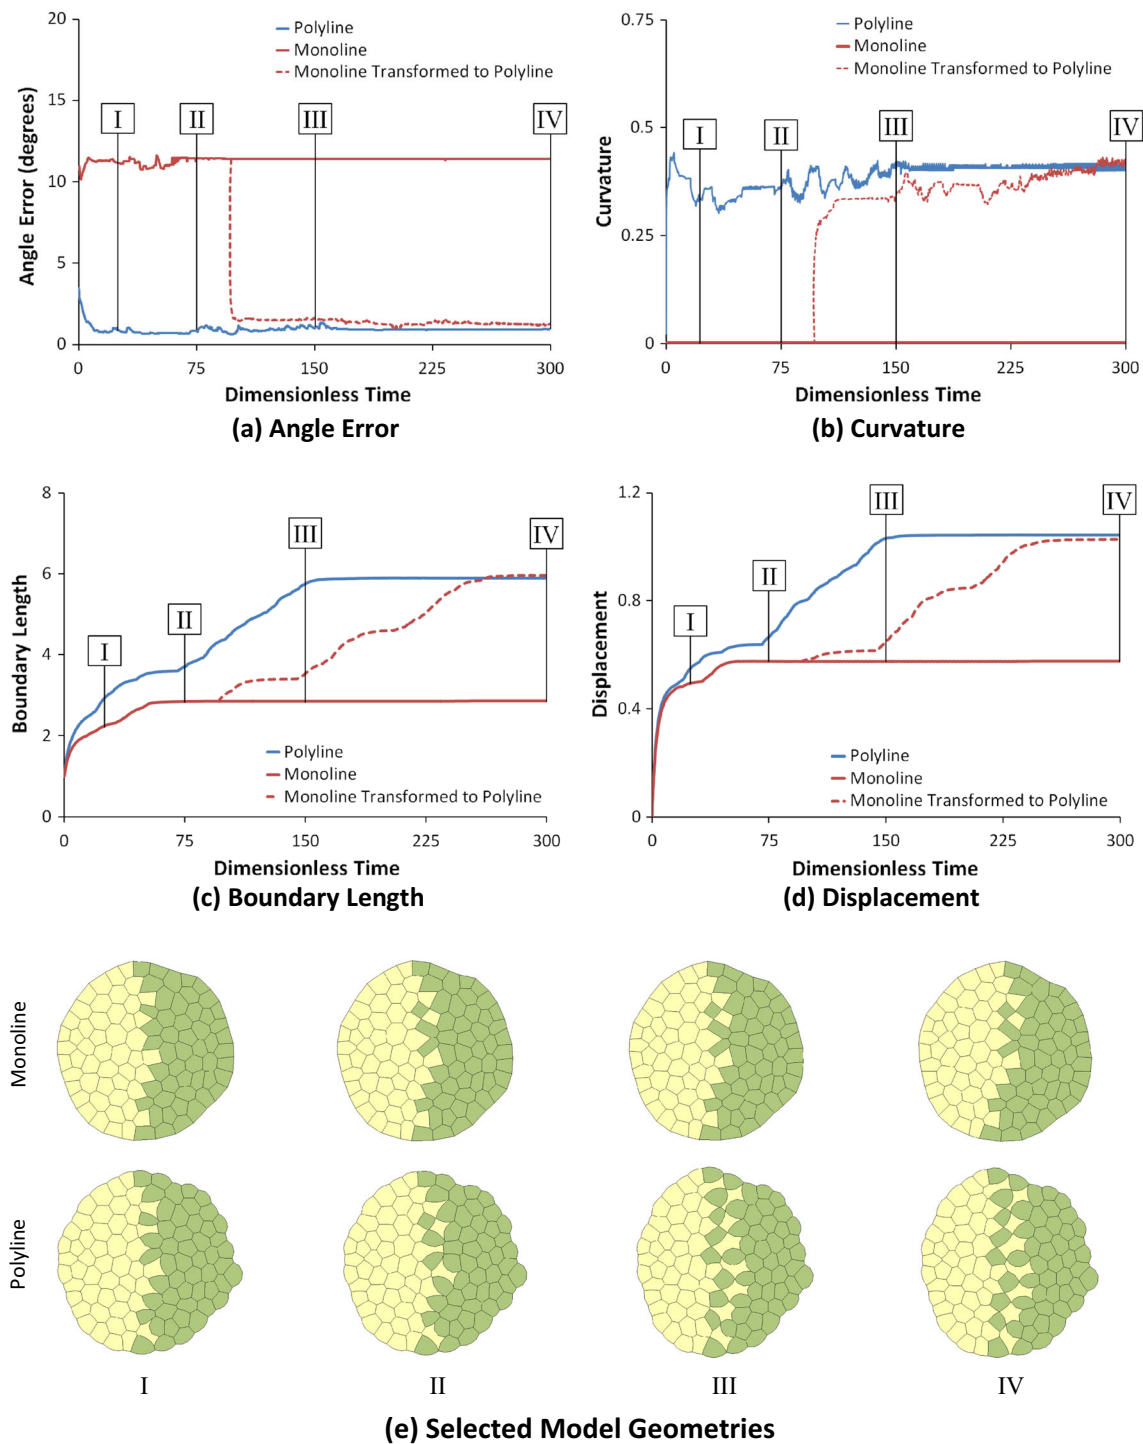 20
15
10
5
0
Angle Error (degrees)
Polyline
Monoline
Monoline Transformed to Polyline
I
II
III
IV
0
75
150
225
300
Dimensionless Time
(a) Angle Error
0.75
0.5
0.25
0
Curvature
Polyline
Monoline
Monoline Transformed to Polyline
I
II
III
IV
0
75
150
225
300
Dimensionless Time
(b) Curvature
8
6
4
2
0
Boundary Length
I
II
III
IV
Polyline
Monoline
Monoline Transformed to Polyline
0
75
150
225
300
Dimensionless Time
(c) Boundary Length
1.2
0.8
0.4
0
Displacement
I
II
III
IV
Polyline
Monoline
Monoline Transformed to Polyline
0
75
150
225
300
Dimensionless Time
(d) Displacement
Monoline
Polyline
I
II
III
IV
(e) Selected Model Geometries